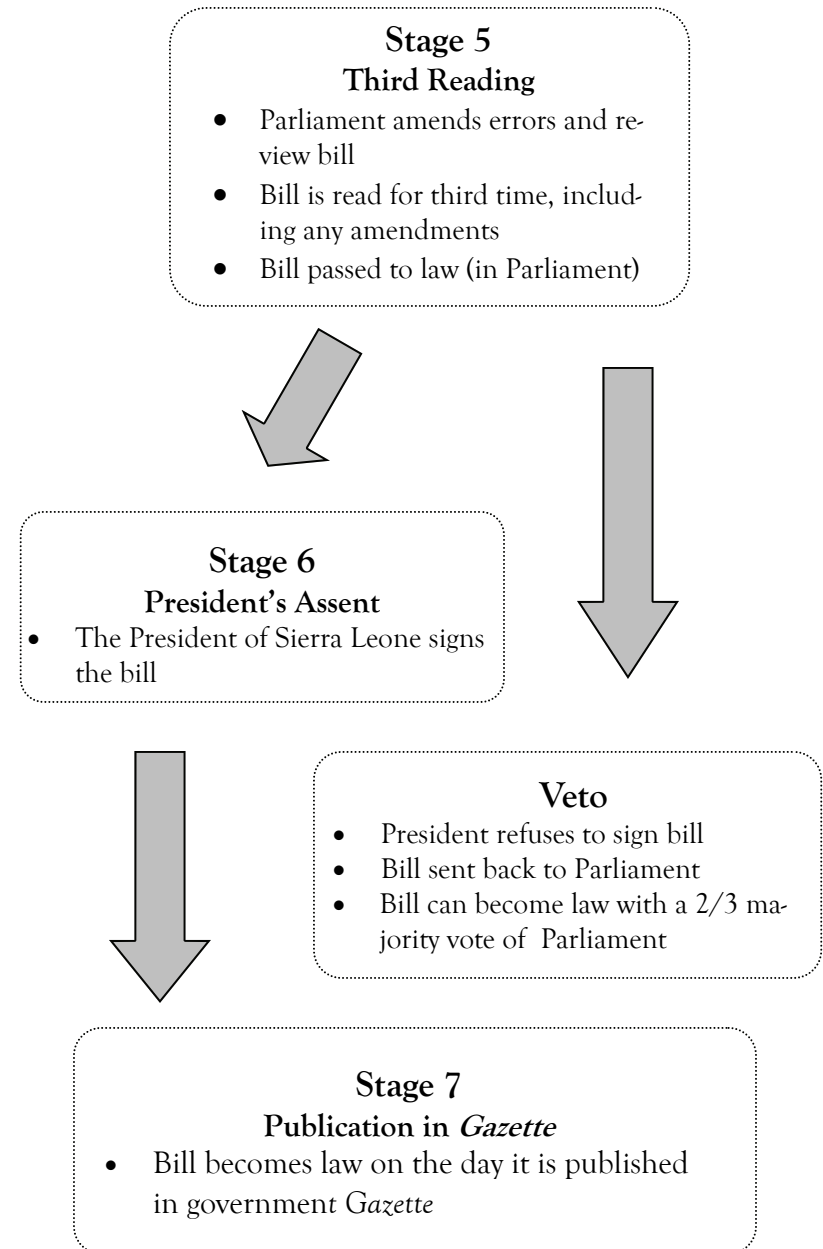 Stage 5
Third Reading
• Parliament amends errors and re-
view bill
• Bill is read for third time, includ-
ing any amendments
• Bill passed to law (in Parliament)
Stage 6
President's Assent
• The President of Sierra Leone signs
the bill
Veto
• President refuses to sign bill
• Bill sent back to Parliament
• Bill can become law with a 2/3 ma-
jority vote of Parliament
Stage 7
Publication in Gazette
• Bill becomes law on the day it is published
in government Gazette